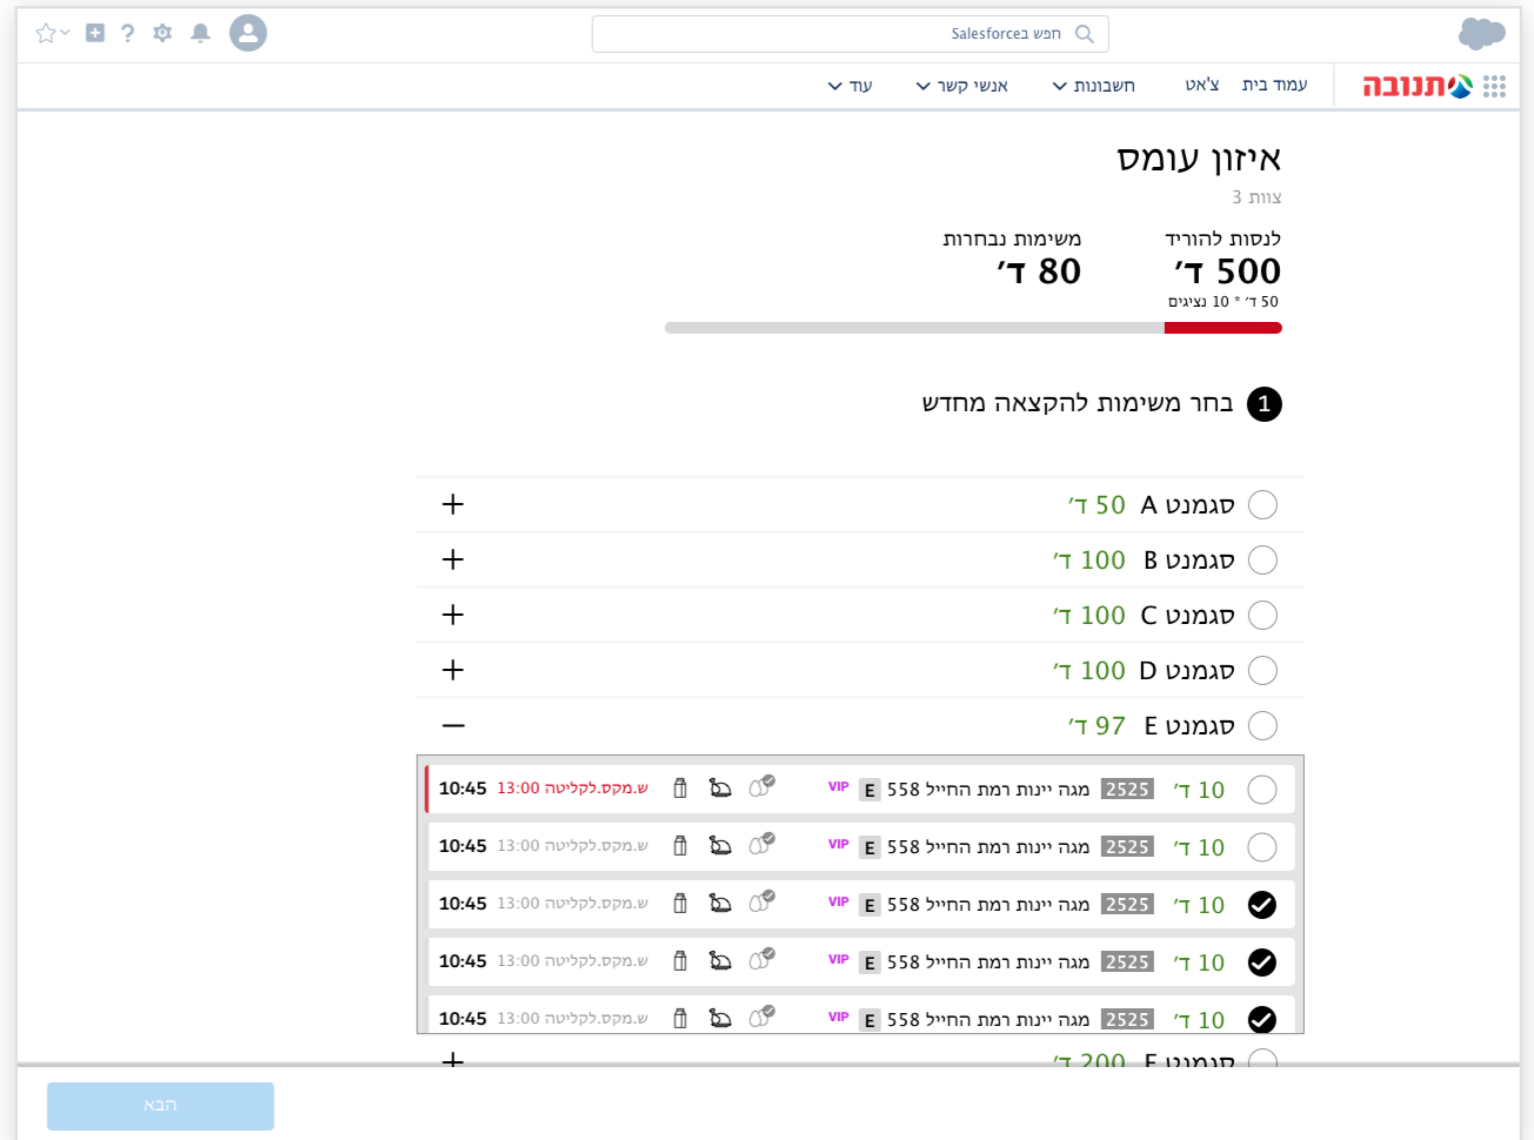 חפש בSalesforce
תנובה עמוד בית צ'אט חשבונות אנשי קשר עוד
איזון עומס
צוות 3
לנסות להוריד משימות נבחרות
500 ד׳ 80 ד׳
50 ד׳ * 10 נציגים
1 בחר משימות להקצאה מחדש
סגמנט A 50 ד׳
סגמנט B 100 ד׳
סגמנט C 100 ד׳
סגמנט D 100 ד׳
סגמנט E 97 ד׳
10 ד׳ 2525 מגה יינות רמת החייל 558 E VIP ש.מקס.לקליטה 13:00 10:45
10 ד׳ 2525 מגה יינות רמת החייל 558 E VIP ש.מקס.לקליטה 13:00 10:45
10 ד׳ 2525 מגה יינות רמת החייל 558 E VIP ש.מקס.לקליטה 13:00 10:45
10 ד׳ 2525 מגה יינות רמת החייל 558 E VIP ש.מקס.לקליטה 13:00 10:45
10 ד׳ 2525 מגה יינות רמת החייל 558 E VIP ש.מקס.לקליטה 13:00 10:45
סגמנט F 200 ד׳
הבא